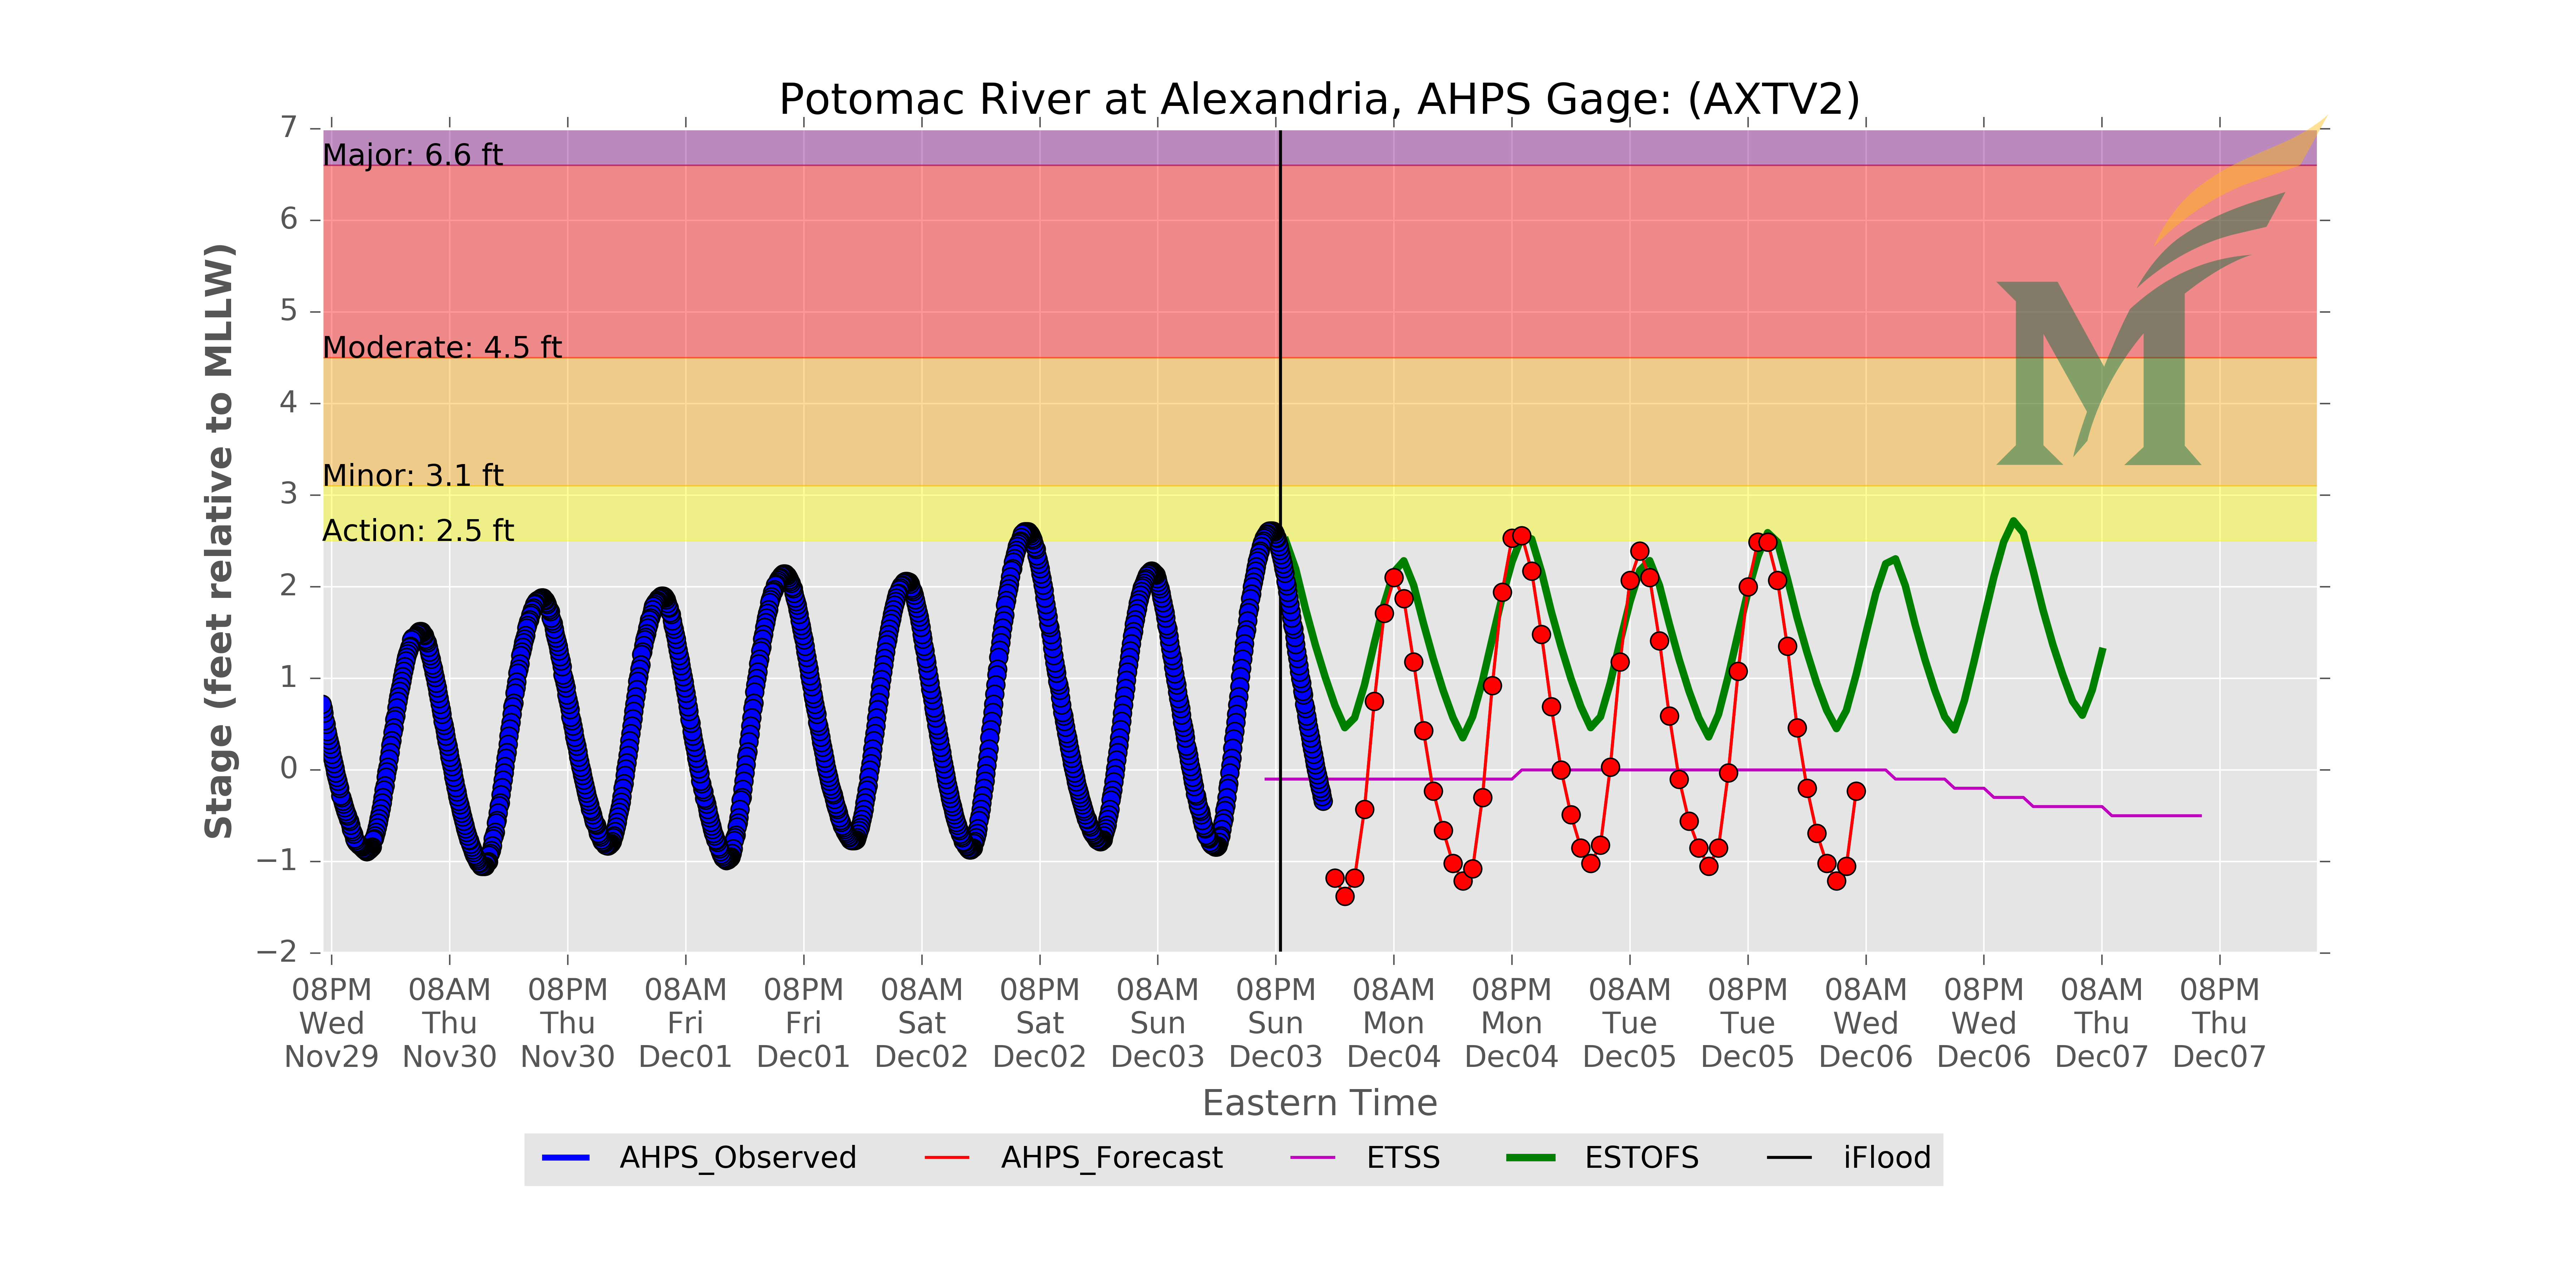 Potomac River at Alexandria, AHPS Gage: (AXTV2)
7
Major: 6.6 ft
6
5
Moderate: 4.5 ft
4
Minor: 3.1 ft
3
Action: 2.5 ft
2
1
0
−1
−2
Stage (feet relative to MLLW)
08PM 08AM 08PM 08AM 08PM 08AM 08PM 08AM 08PM 08AM 08PM 08AM 08PM 08AM 08PM 08AM 08PM
Wed Thu Thu Fri Fri Sat Sat Sun Sun Mon Mon Tue Tue Wed Wed Thu Thu
Nov29 Nov30 Nov30 Dec01 Dec01 Dec02 Dec02 Dec03 Dec03 Dec04 Dec04 Dec05 Dec05 Dec06 Dec06 Dec07 Dec07
Eastern Time
AHPS_Observed AHPS_Forecast ETSS ESTOFS iFlood
M